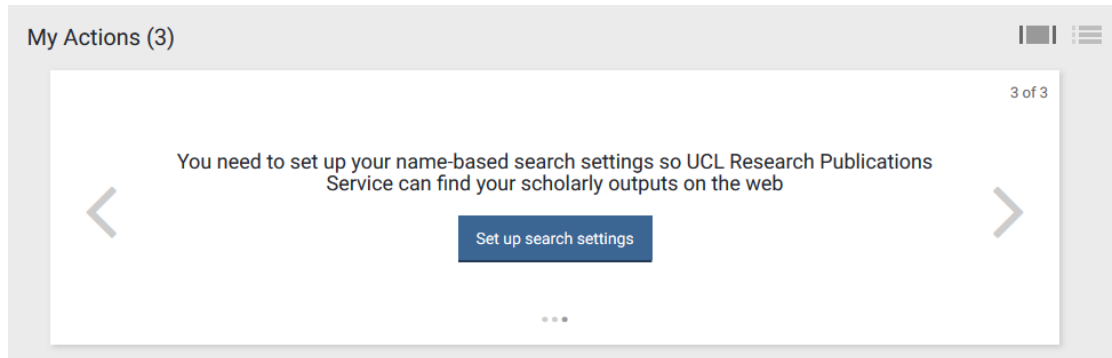 My Actions (3)
3 of 3
You need to set up your name-based search settings so UCL Research Publications
Service can find your scholarly outputs on the web
Set up search settings